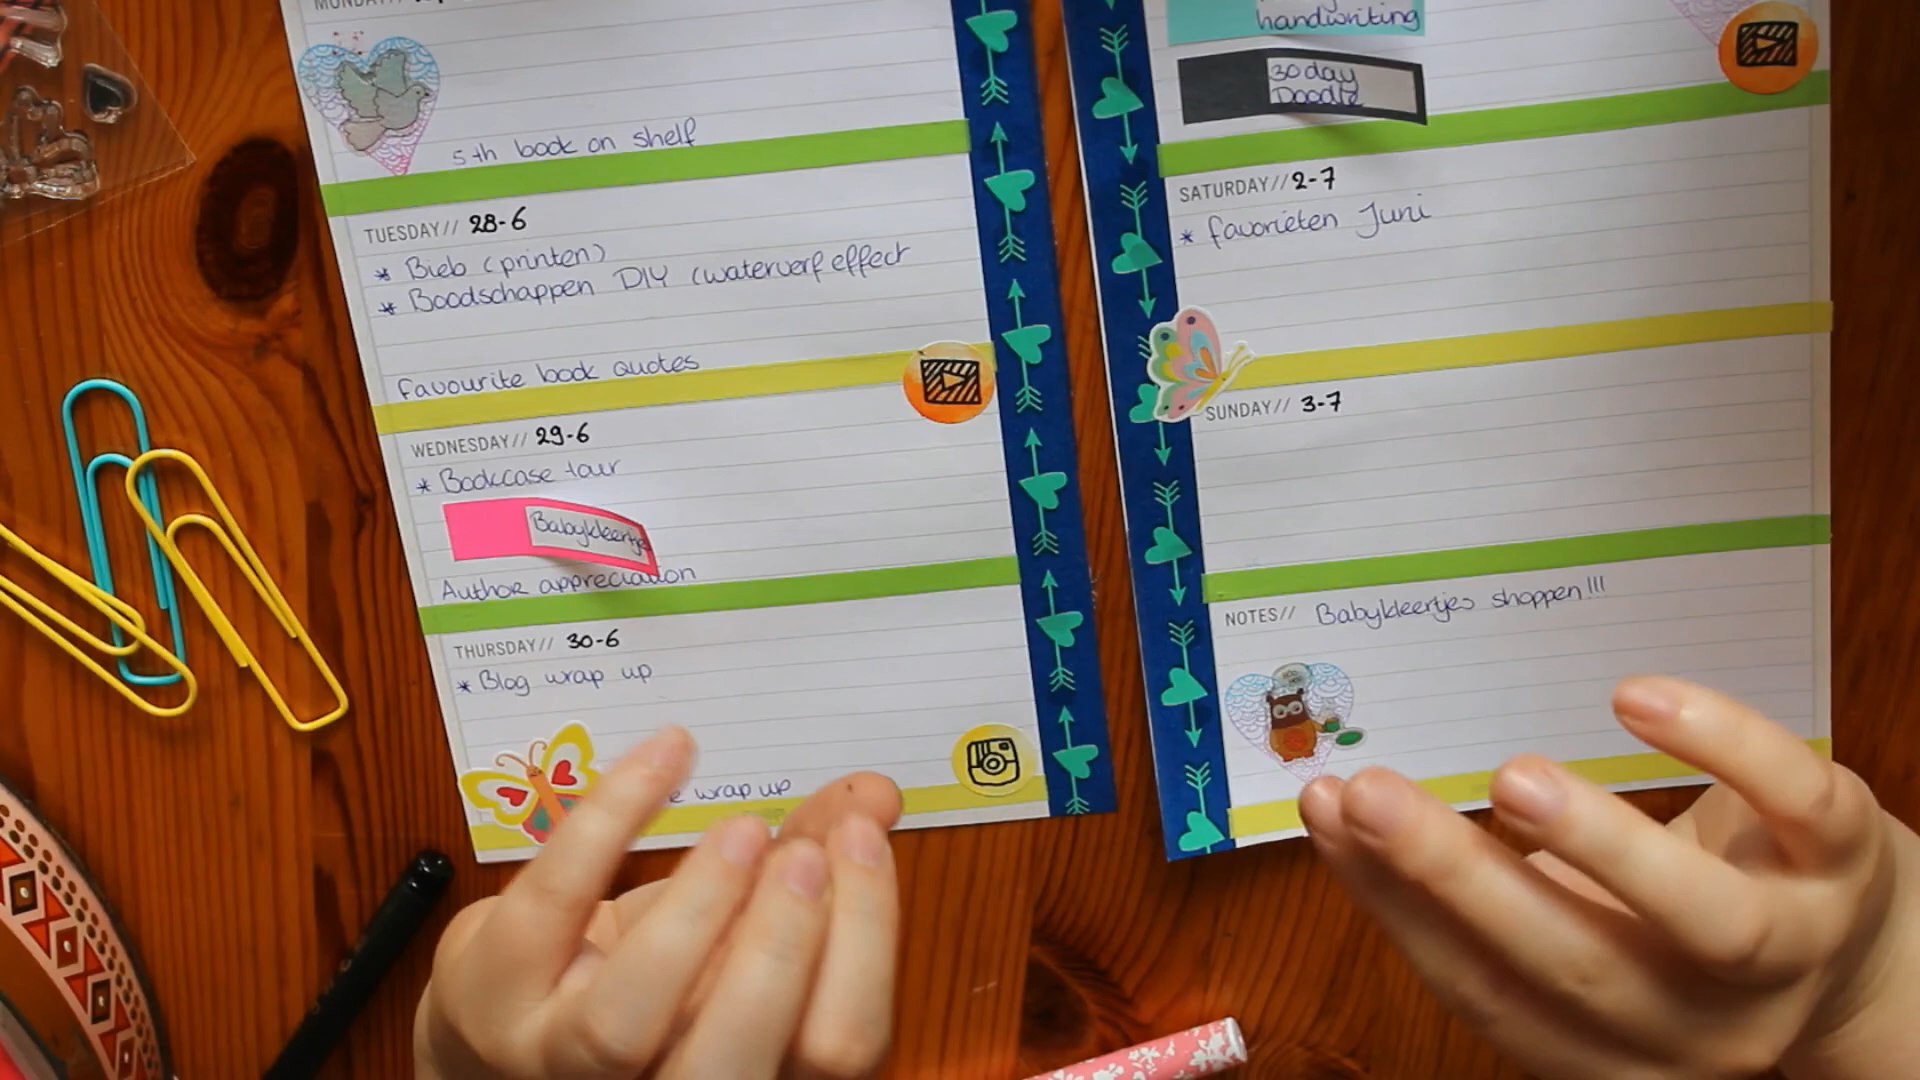 5th book on shelf
TUESDAY// 28-6
* Bieb (printen)
* Boodschappen DIY (waterverf effect
favourite book quotes
WEDNESDAY// 29-6
* Bookcase tour
Babykleertjes
Author appreciation
THURSDAY// 30-6
* Blog wrap up
wrap up
handwriting
30 day
Doodle
SATURDAY// 2-7
* favorieten Juni
SUNDAY// 3-7
NOTES// Babykleertjes shoppen!!!